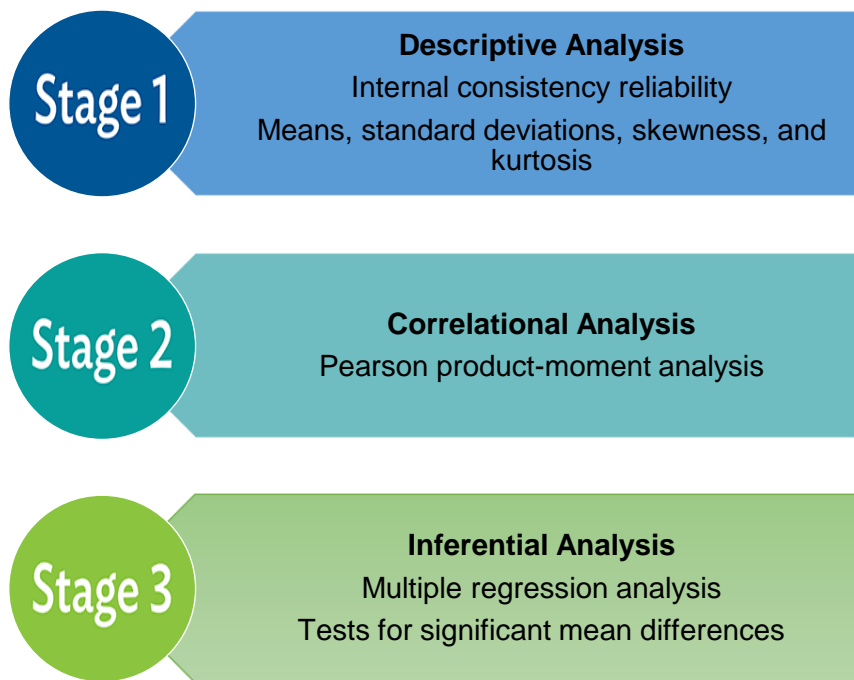 Stage 1
Descriptive Analysis
Internal consistency reliability
Means, standard deviations, skewness, and
kurtosis
Stage 2
Correlational Analysis
Pearson product-moment analysis
Stage 3
Inferential Analysis
Multiple regression analysis
Tests for significant mean differences